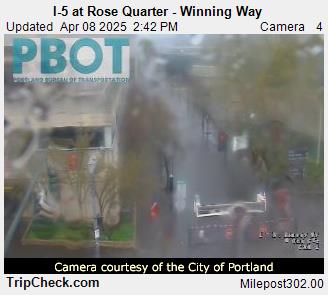 I-5 at Rose Quarter - Winning Way
Updated Apr 08 2025 2:42 PM Camera 4
PBOT
PORTLAND BUREAU OF TRANSPORTATION
Camera courtesy of the City of Portland
TripCheck.com Milepost302.00